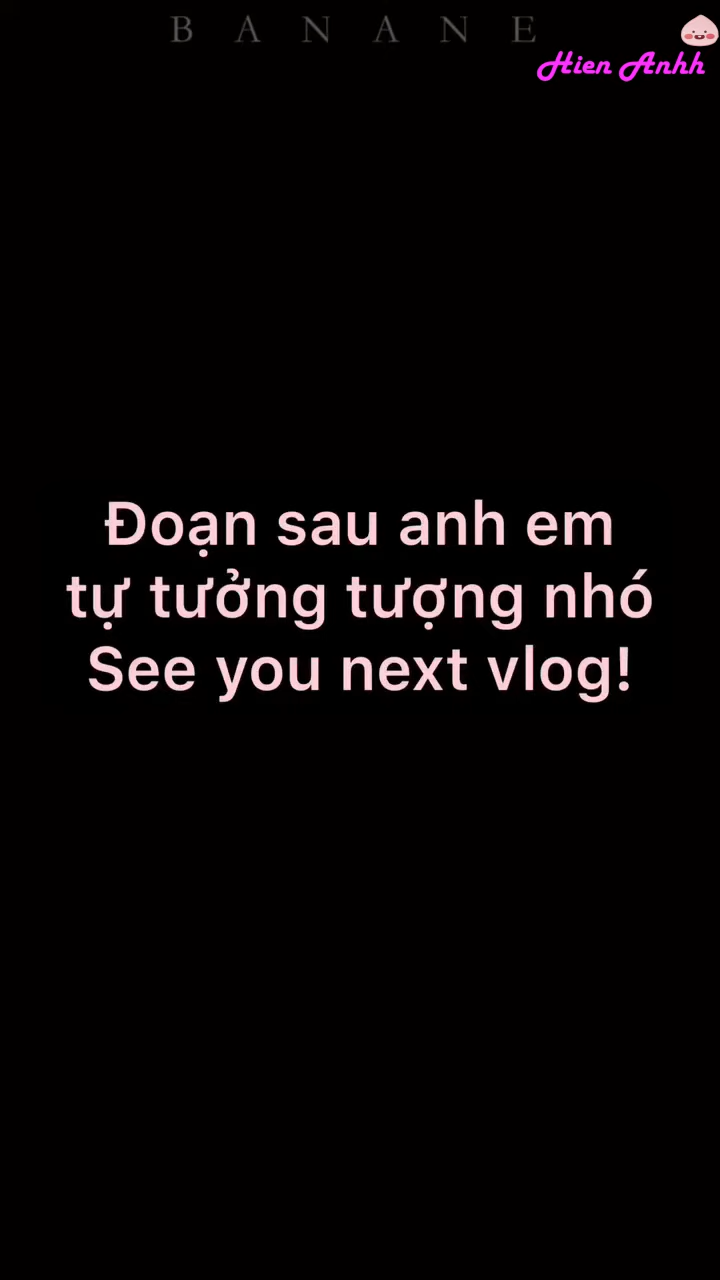 B A N A N E
Hien Anhh
Đoạn sau anh em
tự tưởng tượng nhó
See you next vlog!